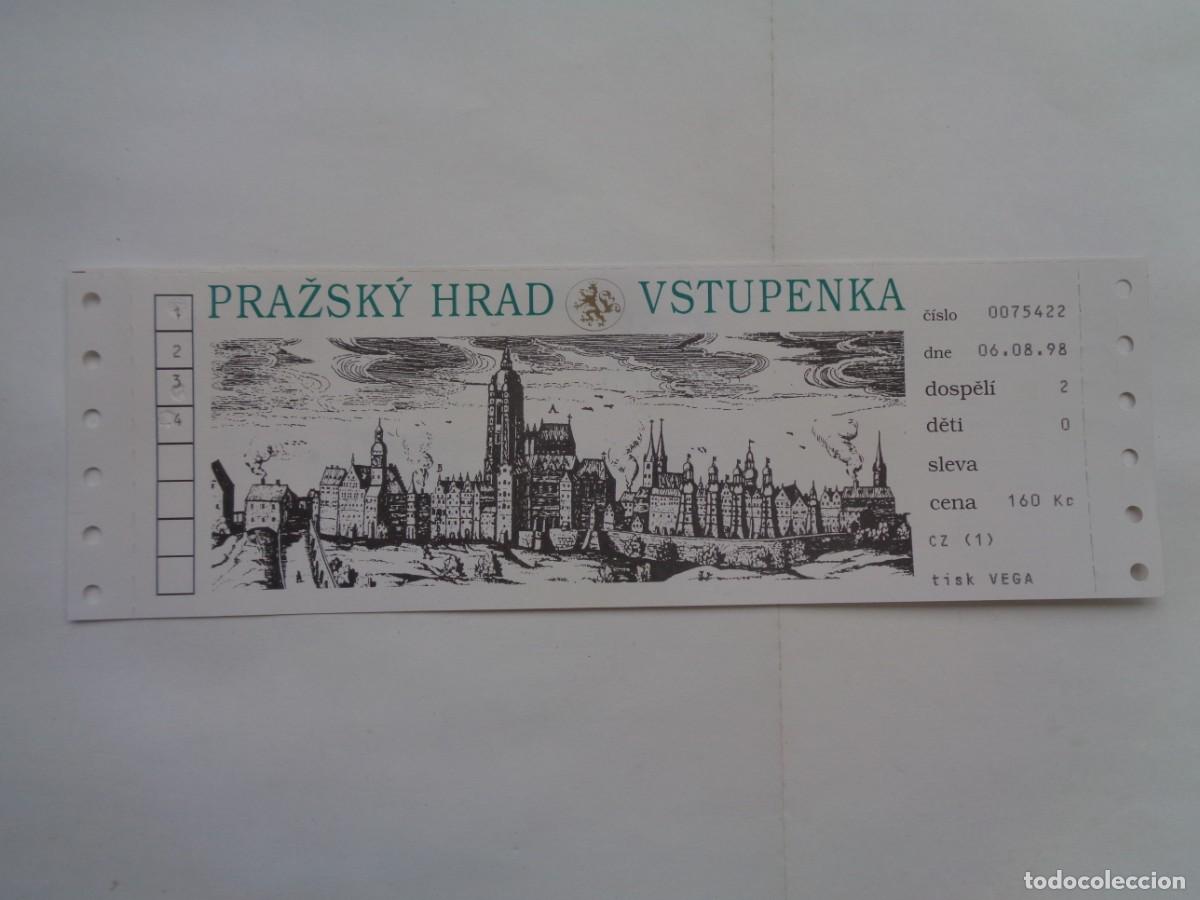 PRAŽSKÝ HRAD VSTUPENKA
1
2
3
4
A
B
číslo 0075422
dne 06.08.98
dospělí 2
děti 0
sleva
cena 160 Kc
CZ (1)
tisk VEGA
todocoleccion